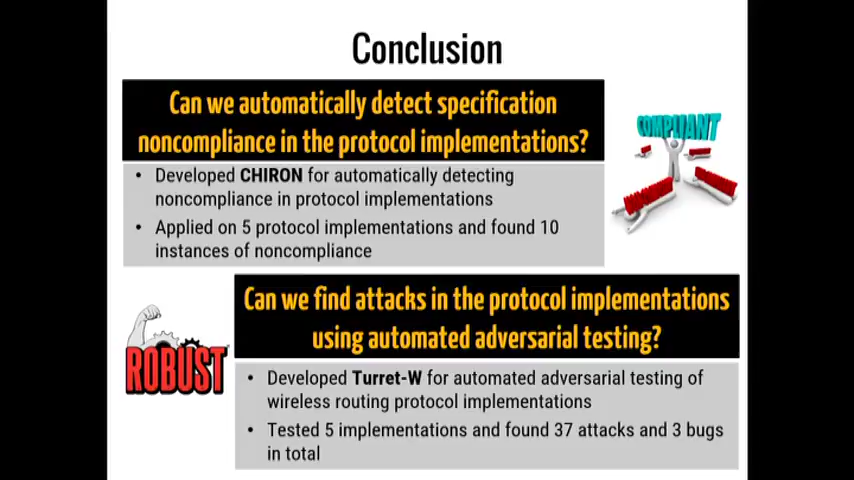 Conclusion
Can we automatically detect specification
noncompliance in the protocol implementations?
• Developed CHIRON for automatically detecting
noncompliance in protocol implementations
• Applied on 5 protocol implementations and found 10
instances of noncompliance
COMPLIANT
Can we find attacks in the protocol implementations
using automated adversarial testing?
ROBUST
• Developed Turret-W for automated adversarial testing of
wireless routing protocol implementations
• Tested 5 implementations and found 37 attacks and 3 bugs
in total